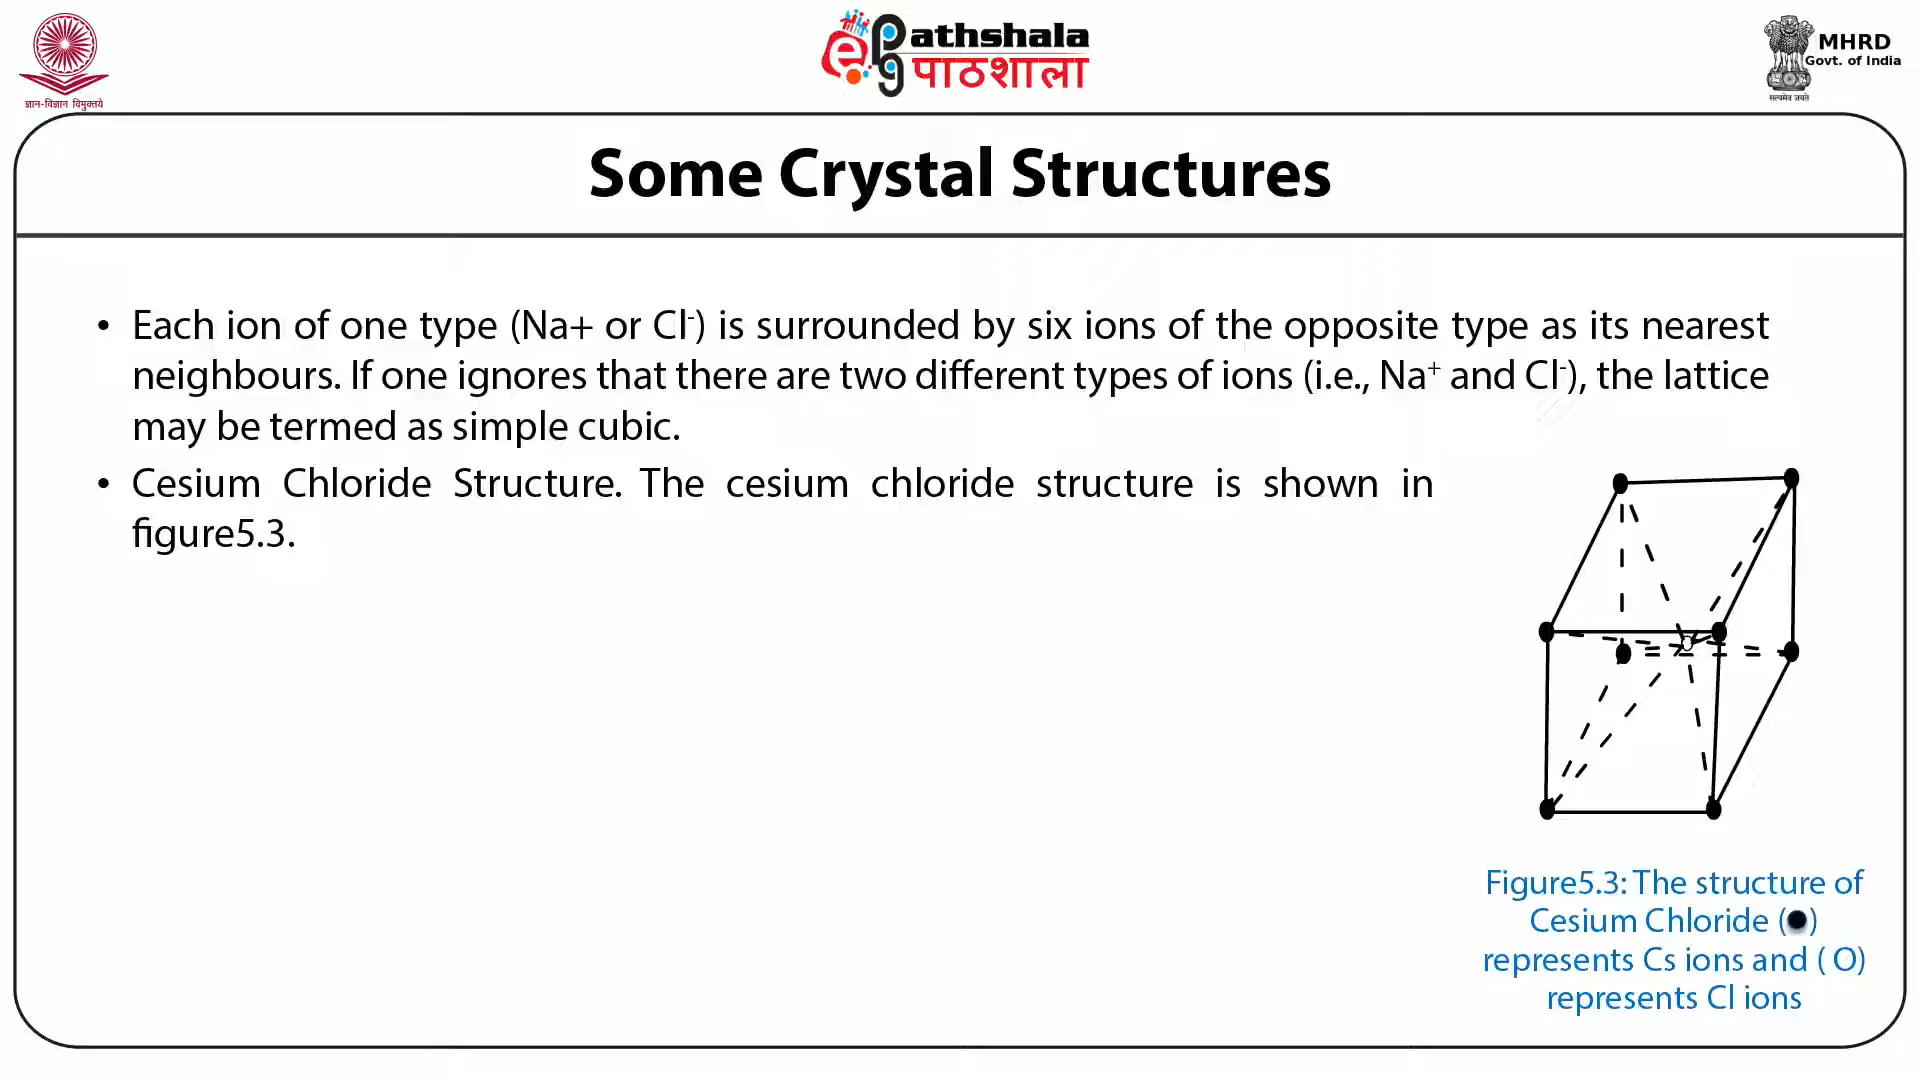 ज्ञान-विज्ञान विमुक्तये
ePathshala
पाठशाला
MHRD
Govt. of India
सत्यमेव जयते
Some Crystal Structures
• Each ion of one type (Na+ or Cl⁻) is surrounded by six ions of the opposite type as its nearest
neighbours. If one ignores that there are two different types of ions (i.e., Na⁺ and Cl⁻), the lattice
may be termed as simple cubic.
• Cesium Chloride Structure. The cesium chloride structure is shown in
figure5.3.
Figure5.3: The structure of
Cesium Chloride (●)
represents Cs ions and ( O)
represents Cl ions